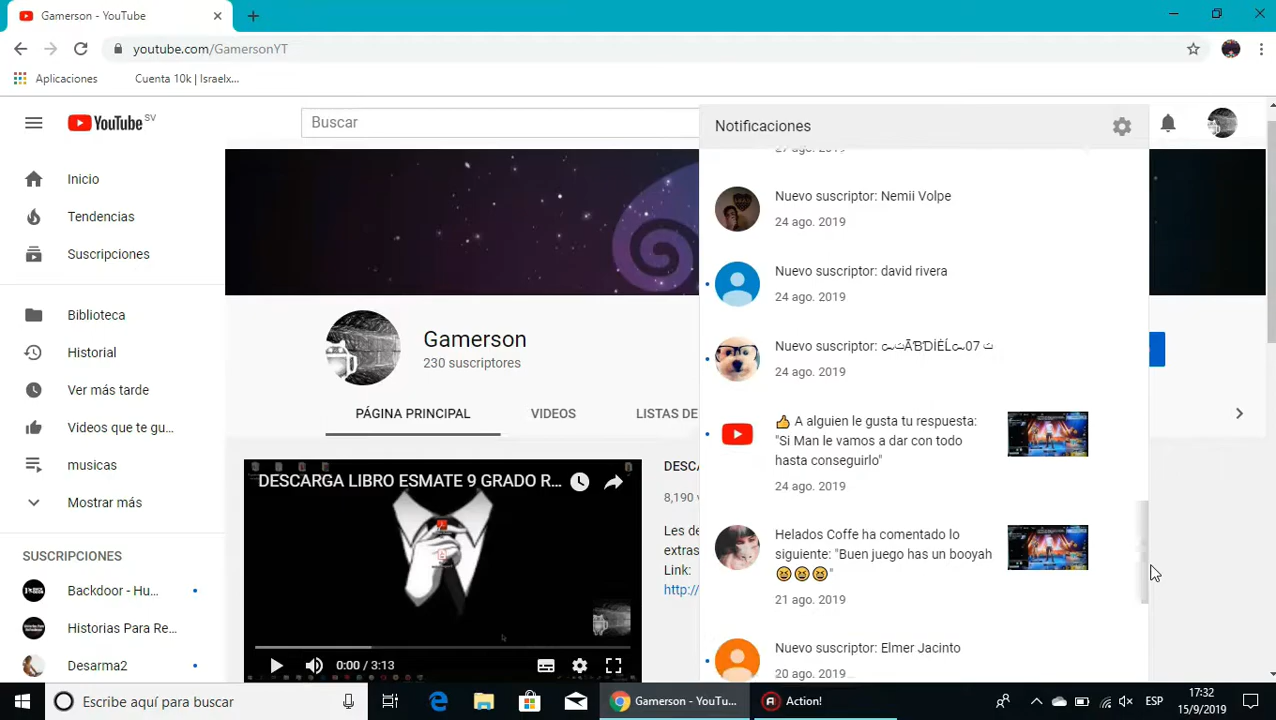 Gamerson - YouTube
youtube.com/GamersonYT
Aplicaciones
Cuenta 10k | Israelx...
YouTube SV
Buscar
Notificaciones
27 ago. 2019
Inicio
Tendencias
Suscripciones
Biblioteca
Historial
Ver más tarde
Videos que te gu...
musicas
Mostrar más
SUSCRIPCIONES
Backdoor - Hu...
Historias Para Re...
Desarma2
Gamerson
230 suscriptores
PÁGINA PRINCIPAL
VIDEOS
LISTAS DE
DESCARGA LIBRO ESMATE 9 GRADO R...
0:00 / 3:13
DESC
8,190 v
Les de
extras
Link:
http://
Nuevo suscriptor: Nemii Volpe
24 ago. 2019
Nuevo suscriptor: david rivera
24 ago. 2019
Nuevo suscriptor:
24 ago. 2019
👍 A alguien le gusta tu respuesta:
"Si Man le vamos a dar con todo
hasta conseguirlo"
24 ago. 2019
Helados Coffe ha comentado lo
siguiente: "Buen juego has un booyah
😆😆😆"
21 ago. 2019
Nuevo suscriptor: Elmer Jacinto
20 ago. 2019
Escribe aquí para buscar
Gamerson - YouTu...
Action!
ESP
17:32
15/9/2019